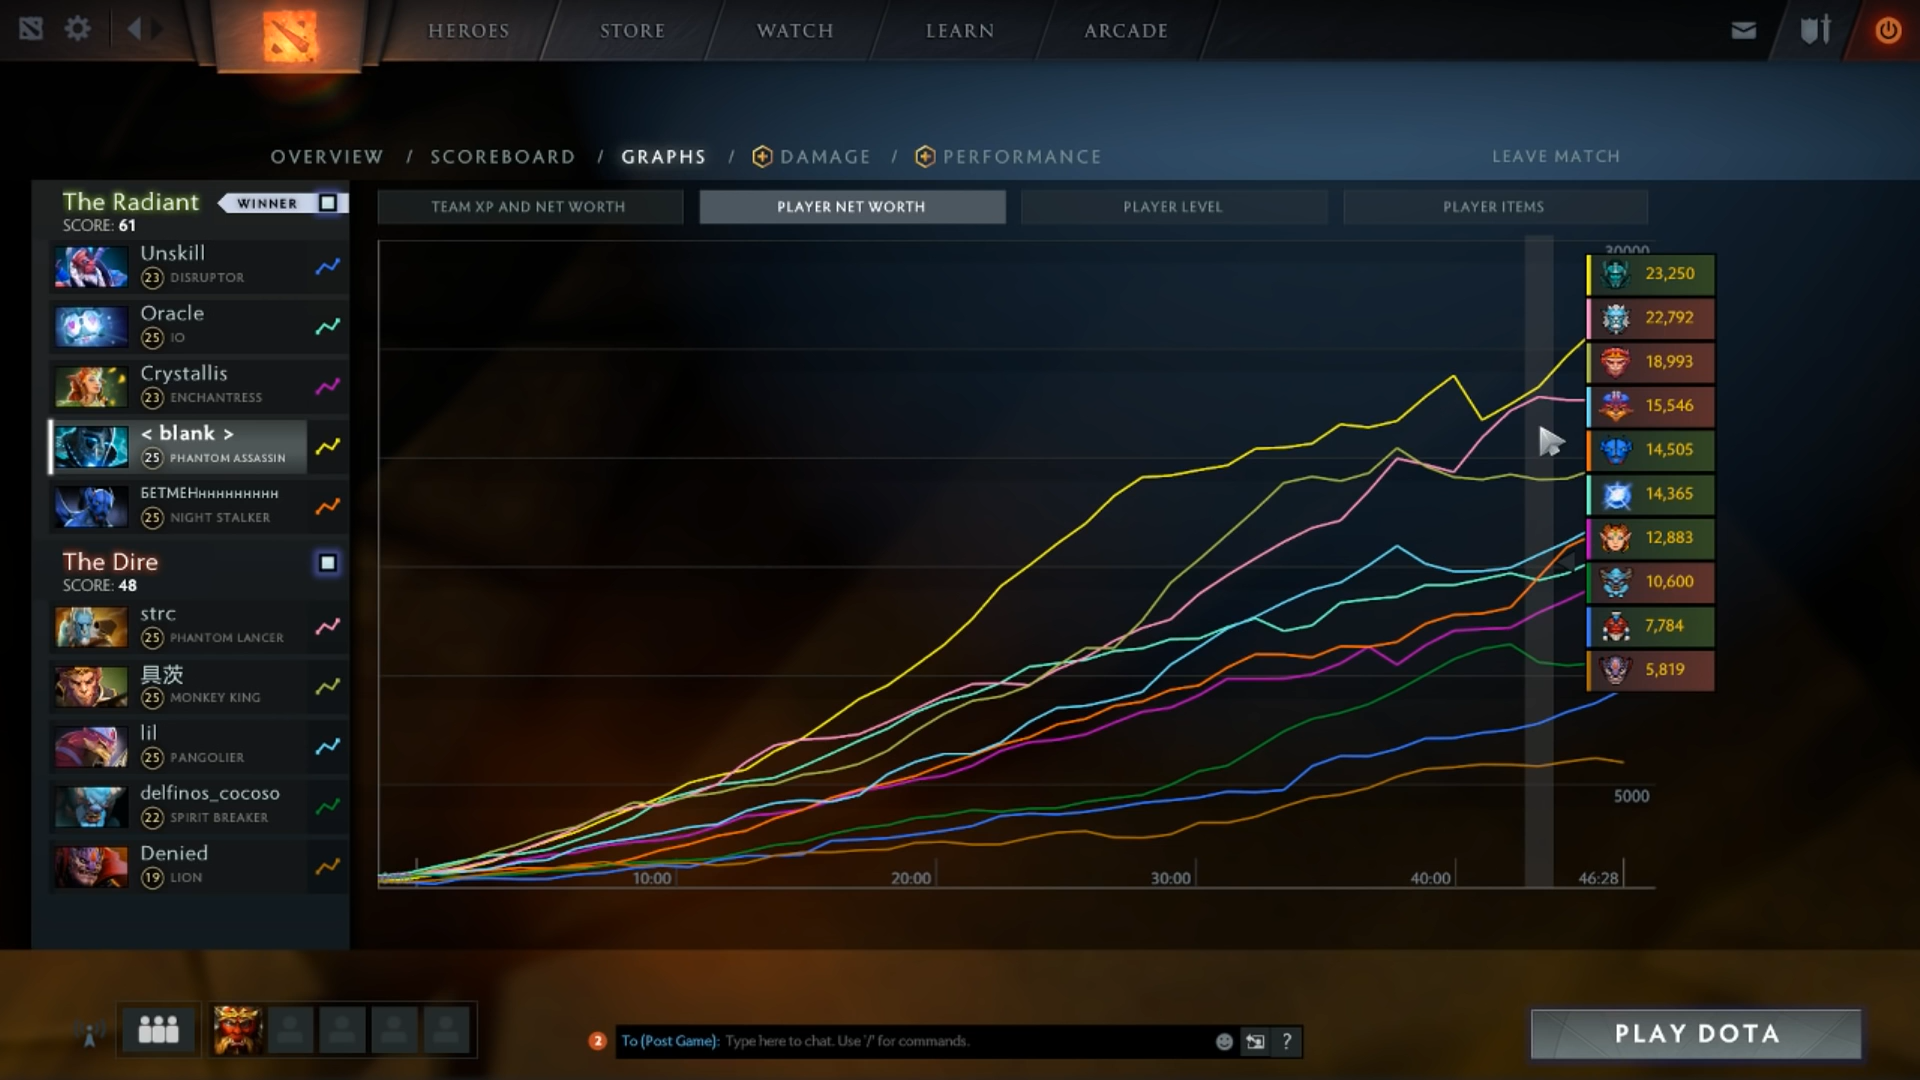 HEROES
STORE
WATCH
LEARN
ARCADE
OVERVIEW / SCOREBOARD / GRAPHS / DAMAGE / PERFORMANCE
LEAVE MATCH
The Radiant
WINNER
SCORE: 61
Unskill
23 DISRUPTOR
Oracle
25 IO
Crystallis
23 ENCHANTRESS
< blank >
25 PHANTOM ASSASSIN
БЕТМЕНннннннннн
25 NIGHT STALKER
The Dire
SCORE: 48
strc
25 PHANTOM LANCER
具茨
25 MONKEY KING
lil
25 PANGOLIER
delfinos_cocoso
22 SPIRIT BREAKER
Denied
19 LION
TEAM XP AND NET WORTH
PLAYER NET WORTH
PLAYER LEVEL
PLAYER ITEMS
30000
23,250
22,792
18,993
15,546
14,505
14,365
12,883
10,600
7,784
5,819
5000
10:00
20:00
30:00
40:00
46:28
2
To (Post Game): Type here to chat. Use '/' for commands.
?
PLAY DOTA